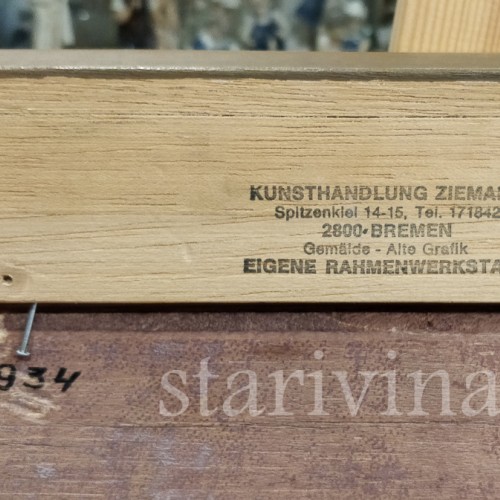 KUNSTHANDLUNG ZIEMA
Spitzenkiel 14-15, Tel. 171842
2800-BREMEN
Gemälde - Alte Grafik
EIGENE RAHMENWERKSTA
934
starivina